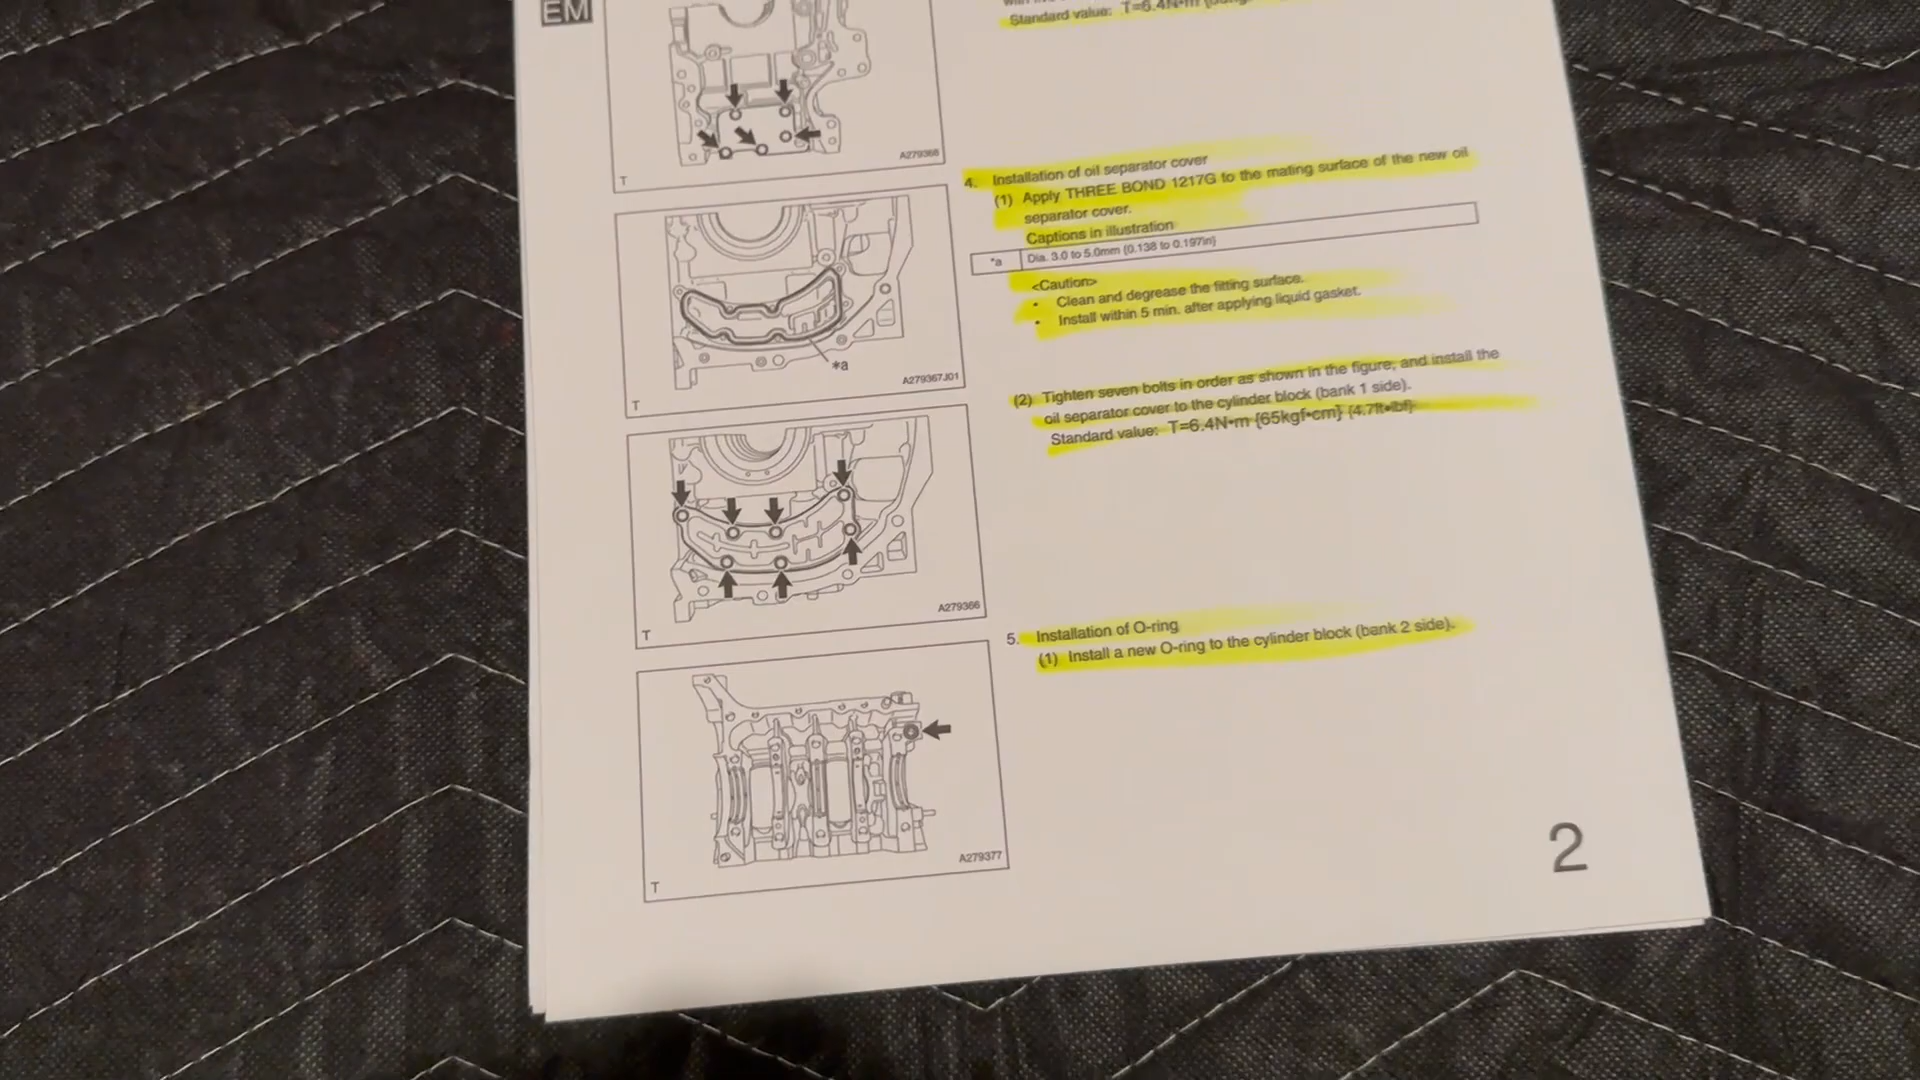 EM
Standard value: T=6.4N•m
A279368
T
4. Installation of oil separator cover
(1) Apply THREE BOND 1217G to the mating surface of the new oil
separator cover.
Captions in illustration
*a Dia. 3.0 to 5.0mm {0.138 to 0.197in}
<Caution>
• Clean and degrease the fitting surface.
• Install within 5 min. after applying liquid gasket.
*a
A279367J01
T
(2) Tighten seven bolts in order as shown in the figure, and install the
oil separator cover to the cylinder block (bank 1 side).
Standard value: T=6.4N•m {65kgf•cm} {4.7ft•lbf}
A279366
T
5. Installation of O-ring
(1) Install a new O-ring to the cylinder block (bank 2 side).
A279377
T
2